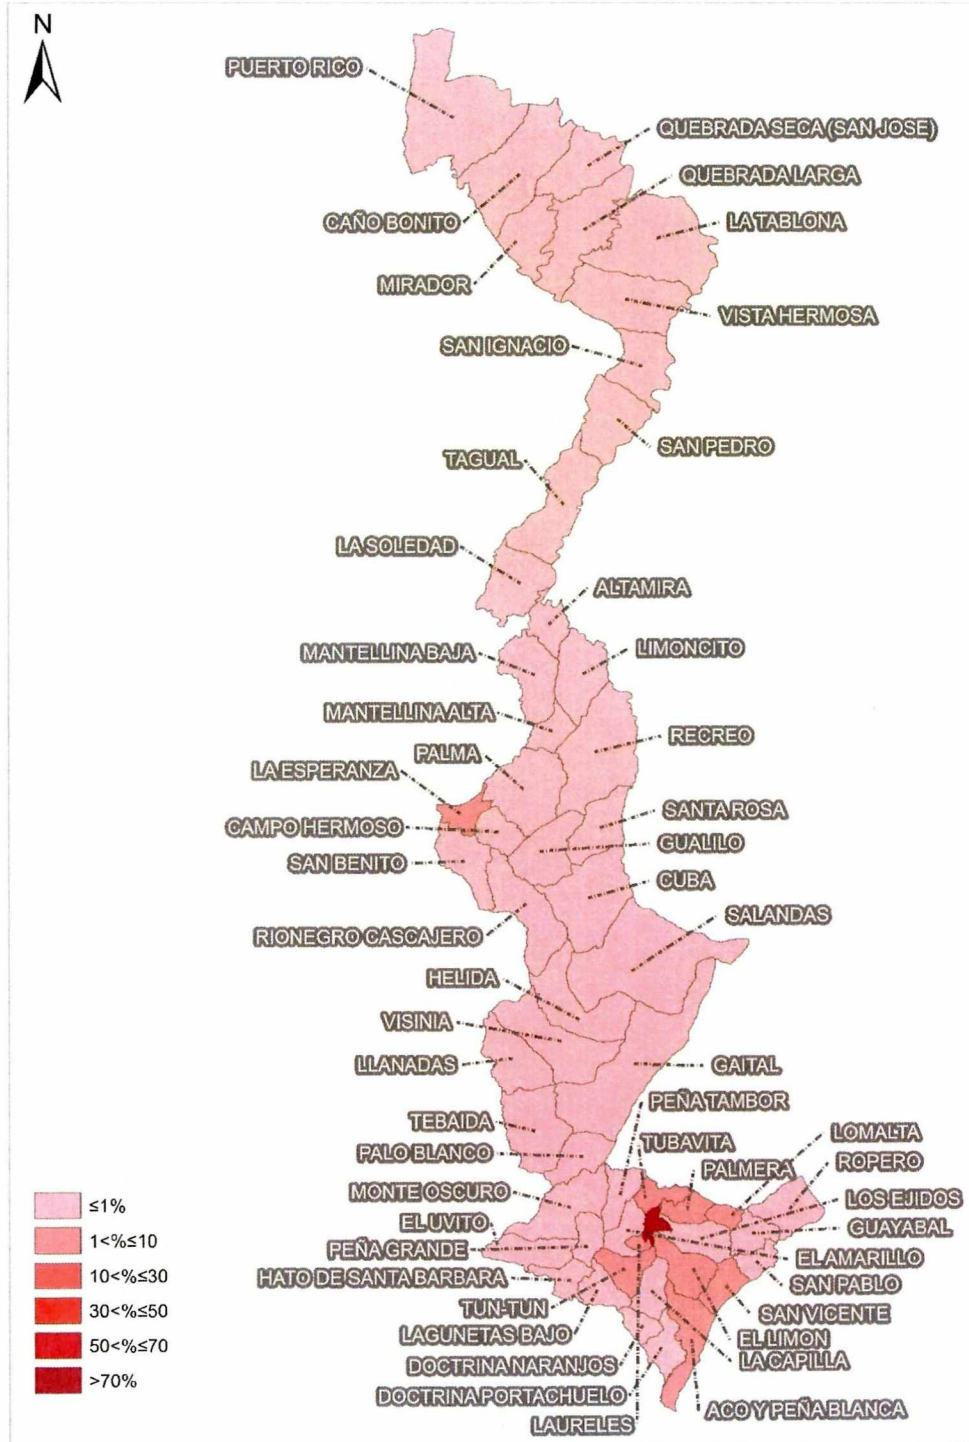 N
PUERTO RICO
QUEBRADA SECA (SAN JOSE)
QUEBRADA LARGA
CAÑO BONITO
LA TABLONA
MIRADOR
VISTA HERMOSA
SAN IGNACIO
SAN PEDRO
TAGUAL
LA SOLEDAD
ALTAMIRA
MANTELLINA BAJA
LIMONCITO
MANTELLINA ALTA
RECREO
PALMA
LA ESPERANZA
SANTA ROSA
CAMPO HERMOSO
GUALILO
SAN BENITO
CUBA
SALANDAS
RIONEGRO CASCAJERO
HELIDA
VISINIA
LLANADAS
GAITAL
PEÑA TAMBOR
TEBAIDA
TUBAVITA
LOMALTA
PALO BLANCO
PALMERA
ROPERO
MONTE OSCURO
LOS EJIDOS
EL UVITO
GUAYABAL
PEÑA GRANDE
EL AMARILLO
HATO DE SANTA BARBARA
SAN PABLO
TUN-TUN
SAN VICENTE
LAGUNETAS BAJO
EL LIMON
DOCTRINA NARANJOS
LA CAPILLA
DOCTRINA PORTACHUELO
ACO Y PEÑA BLANCA
LAURELES
≤1%
1<%≤10
10<%≤30
30<%≤50
50<%≤70
>70%